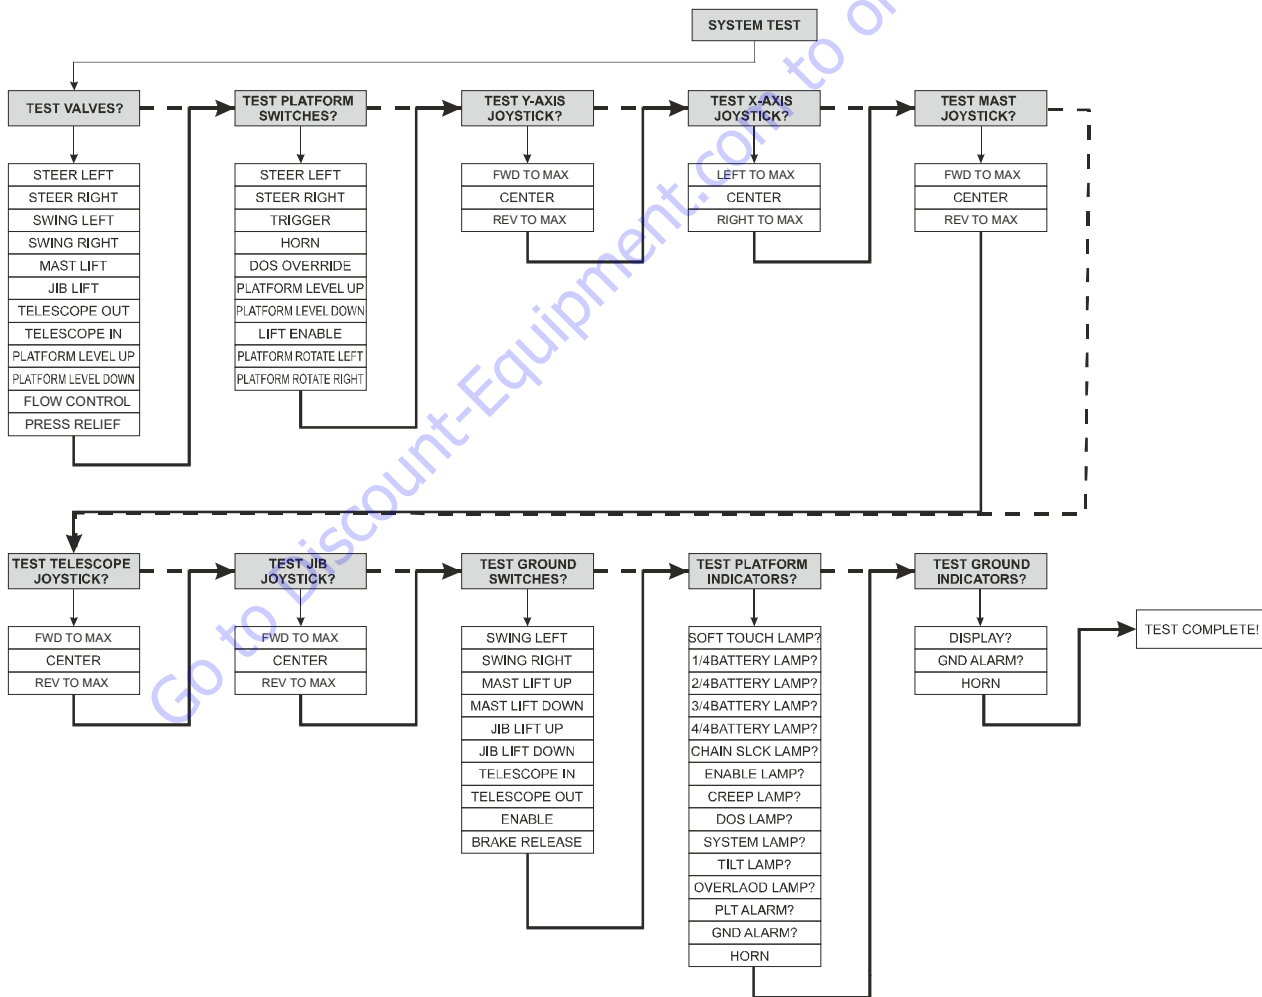 SYSTEM TEST
TEST VALVES?
STEER LEFT
STEER RIGHT
SWING LEFT
SWING RIGHT
MAST LIFT
JIB LIFT
TELESCOPE OUT
TELESCOPE IN
PLATFORM LEVEL UP
PLATFORM LEVEL DOWN
FLOW CONTROL
PRESS RELIEF
TEST PLATFORM
SWITCHES?
STEER LEFT
STEER RIGHT
TRIGGER
HORN
DOS OVERRIDE
PLATFORM LEVEL UP
PLATFORM LEVEL DOWN
LIFT ENABLE
PLATFORM ROTATE LEFT
PLATFORM ROTATE RIGHT
TEST Y-AXIS
JOYSTICK?
FWD TO MAX
CENTER
REV TO MAX
TEST X-AXIS
JOYSTICK?
LEFT TO MAX
CENTER
RIGHT TO MAX
TEST MAST
JOYSTICK?
FWD TO MAX
CENTER
REV TO MAX
TEST TELESCOPE
JOYSTICK?
FWD TO MAX
CENTER
REV TO MAX
TEST JIB
JOYSTICK?
FWD TO MAX
CENTER
REV TO MAX
TEST GROUND
SWITCHES?
SWING LEFT
SWING RIGHT
MAST LIFT UP
MAST LIFT DOWN
JIB LIFT UP
JIB LIFT DOWN
TELESCOPE IN
TELESCOPE OUT
ENABLE
BRAKE RELEASE
TEST PLATFORM
INDICATORS?
SOFT TOUCH LAMP?
1/4BATTERY LAMP?
2/4BATTERY LAMP?
3/4BATTERY LAMP?
4/4BATTERY LAMP?
CHAIN SLCK LAMP?
ENABLE LAMP?
CREEP LAMP?
DOS LAMP?
SYSTEM LAMP?
TILT LAMP?
OVERLAOD LAMP?
PLT ALARM?
GND ALARM?
HORN
TEST GROUND
INDICATORS?
DISPLAY?
GND ALARM?
HORN
TEST COMPLETE!
Go to Discount-Equipment.com to or